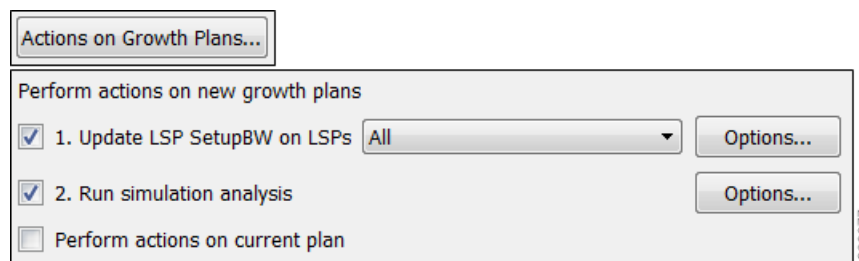 Actions on Growth Plans...
Perform actions on new growth plans
1. Update LSP SetupBW on LSPs All Options...
2. Run simulation analysis Options...
Perform actions on current plan